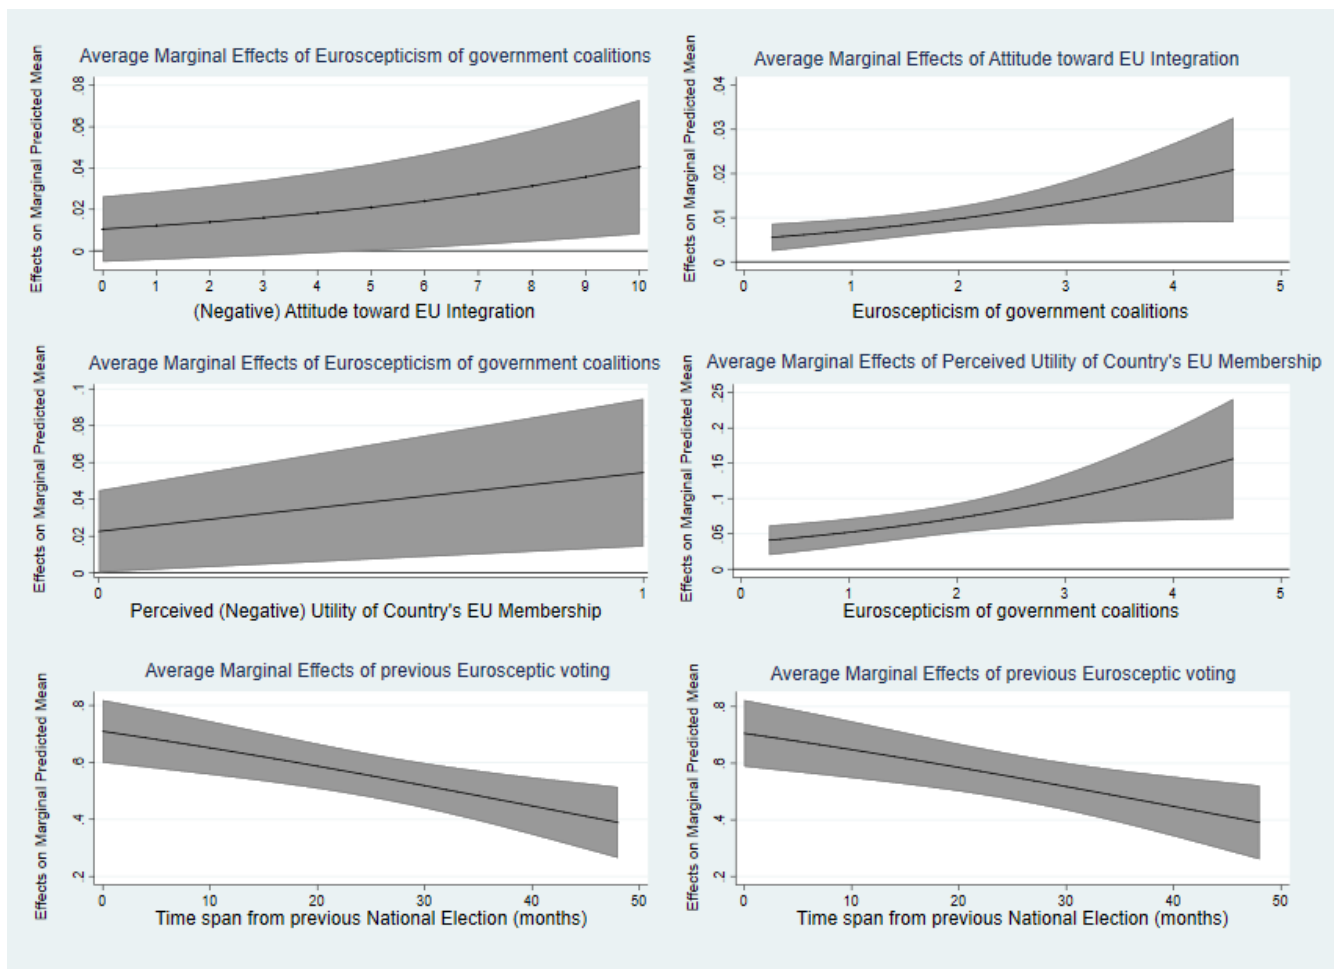 Average Marginal Effects of Euroscepticism of government coalitions
Effects on Marginal Predicted Mean
.08
.06
.04
.02
0
0 1 2 3 4 5 6 7 8 9 10
(Negative) Attitude toward EU Integration
Average Marginal Effects of Attitude toward EU Integration
Effects on Marginal Predicted Mean
.04
.03
.02
.01
0
0 1 2 3 4 5
Euroscepticism of government coalitions
Average Marginal Effects of Euroscepticism of government coalitions
Effects on Marginal Predicted Mean
.1
.08
.06
.04
.02
0
0 1
Perceived (Negative) Utility of Country's EU Membership
Average Marginal Effects of Perceived Utility of Country's EU Membership
Effects on Marginal Predicted Mean
.25
.2
.15
.1
.05
0
0 1 2 3 4 5
Euroscepticism of government coalitions
Average Marginal Effects of previous Eurosceptic voting
Effects on Marginal Predicted Mean
.8
.6
.4
.2
0 10 20 30 40 50
Time span from previous National Election (months)
Average Marginal Effects of previous Eurosceptic voting
Effects on Marginal Predicted Mean
.8
.6
.4
.2
0 10 20 30 40 50
Time span from previous National Election (months)